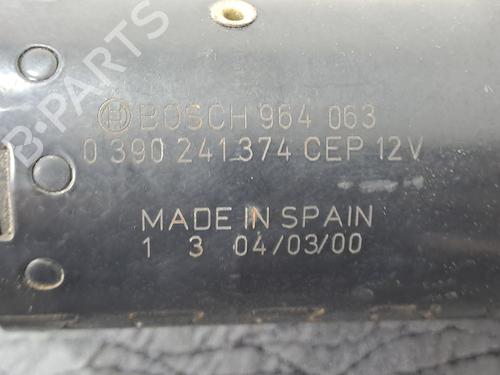 BOSCH 964 063
0 390 241 374 CEP 12V
MADE IN SPAIN
1 3 04/03/00
B-PARTS